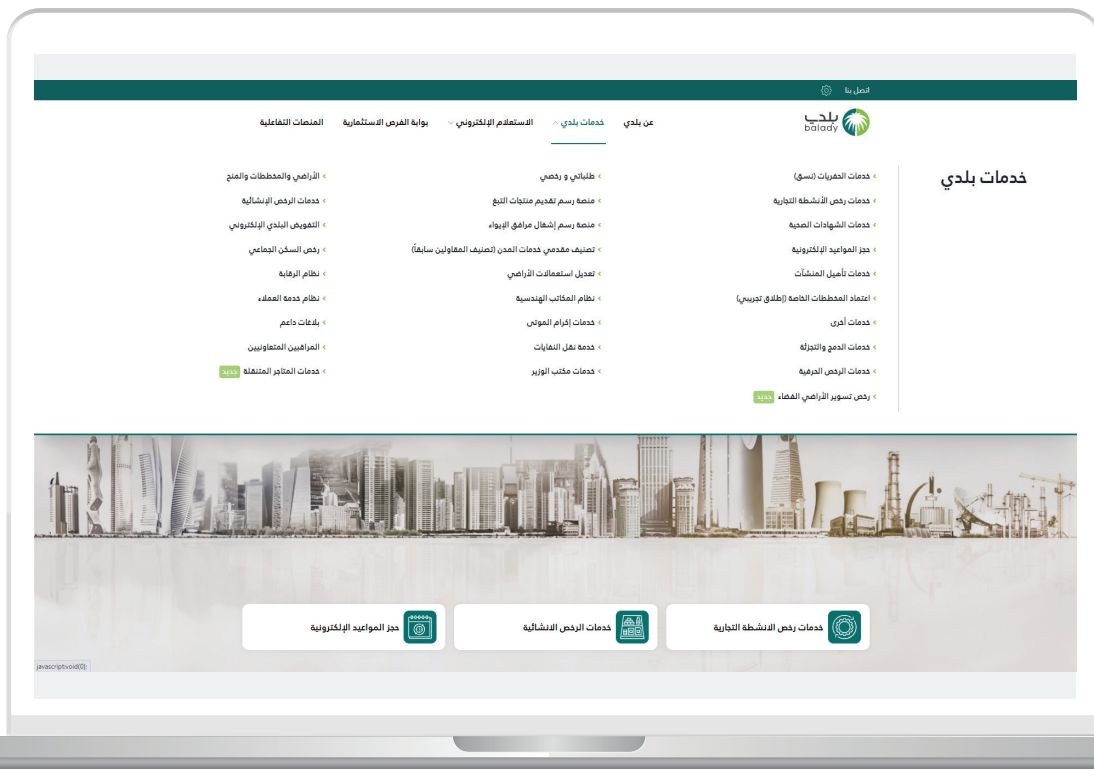 اتصل بنا
بلدي
balady
عن بلدي
خدمات بلدي
الاستعلام الإلكتروني
بوابة الفرص الاستثمارية
المنصات التفاعلية
خدمات بلدي
خدمات الحفريات (نسق)
خدمات رخص الأنشطة التجارية
خدمات الشهادات الصحية
حجز المواعيد الإلكترونية
خدمات تأهيل المنشآت
اعتماد المخططات الخاصة (إطلاق تجريبي)
خدمات أخرى
خدمات الدمج والتجزئة
خدمات الرخص الحرفية
رخص تسوير الأراضي الفضاء جديد
طلباتي و رخصي
منصة رسم تقديم منتجات التبغ
منصة رسم إشغال مرافق الإيواء
تصنيف مقدمي خدمات المدن (تصنيف المقاولين سابقاً)
تعديل استعمالات الأراضي
نظام المكاتب الهندسية
خدمات إكرام الموتى
خدمة نقل النفايات
خدمات مكتب الوزير
الأراضي والمخططات والمنح
خدمات الرخص الإنشائية
التفويض البلدي الإلكتروني
رخص السكن الجماعي
نظام الرقابة
نظام خدمة العملاء
بلاغات داعم
المراقبين المتعاونيين
خدمات المتاجر المتنقلة جديد
خدمات رخص الانشطة التجارية
خدمات الرخص الانشائية
حجز المواعيد الإلكترونية
javascript:void(0);